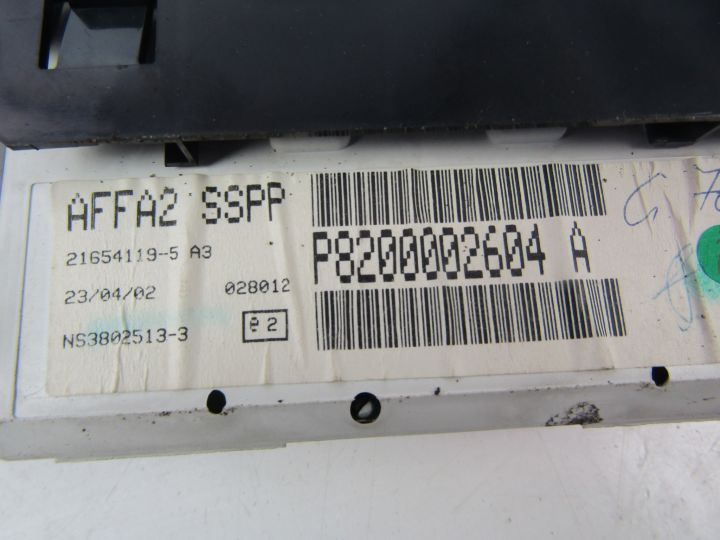 AFFA2 SSPP
21654119-5 A3
23/04/02 028012
NS3802513-3
e2
P8200002604 A